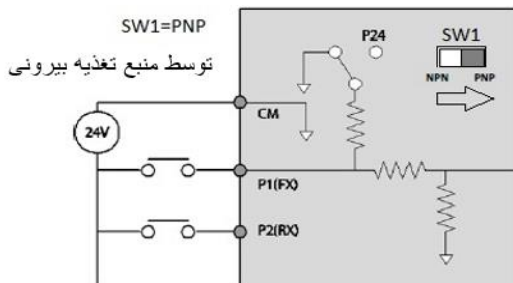 SW1=PNP
توسط منبع تغذیه بیرونی
P24
SW1
NPN PNP
CM
24V
P1(FX)
P2(RX)